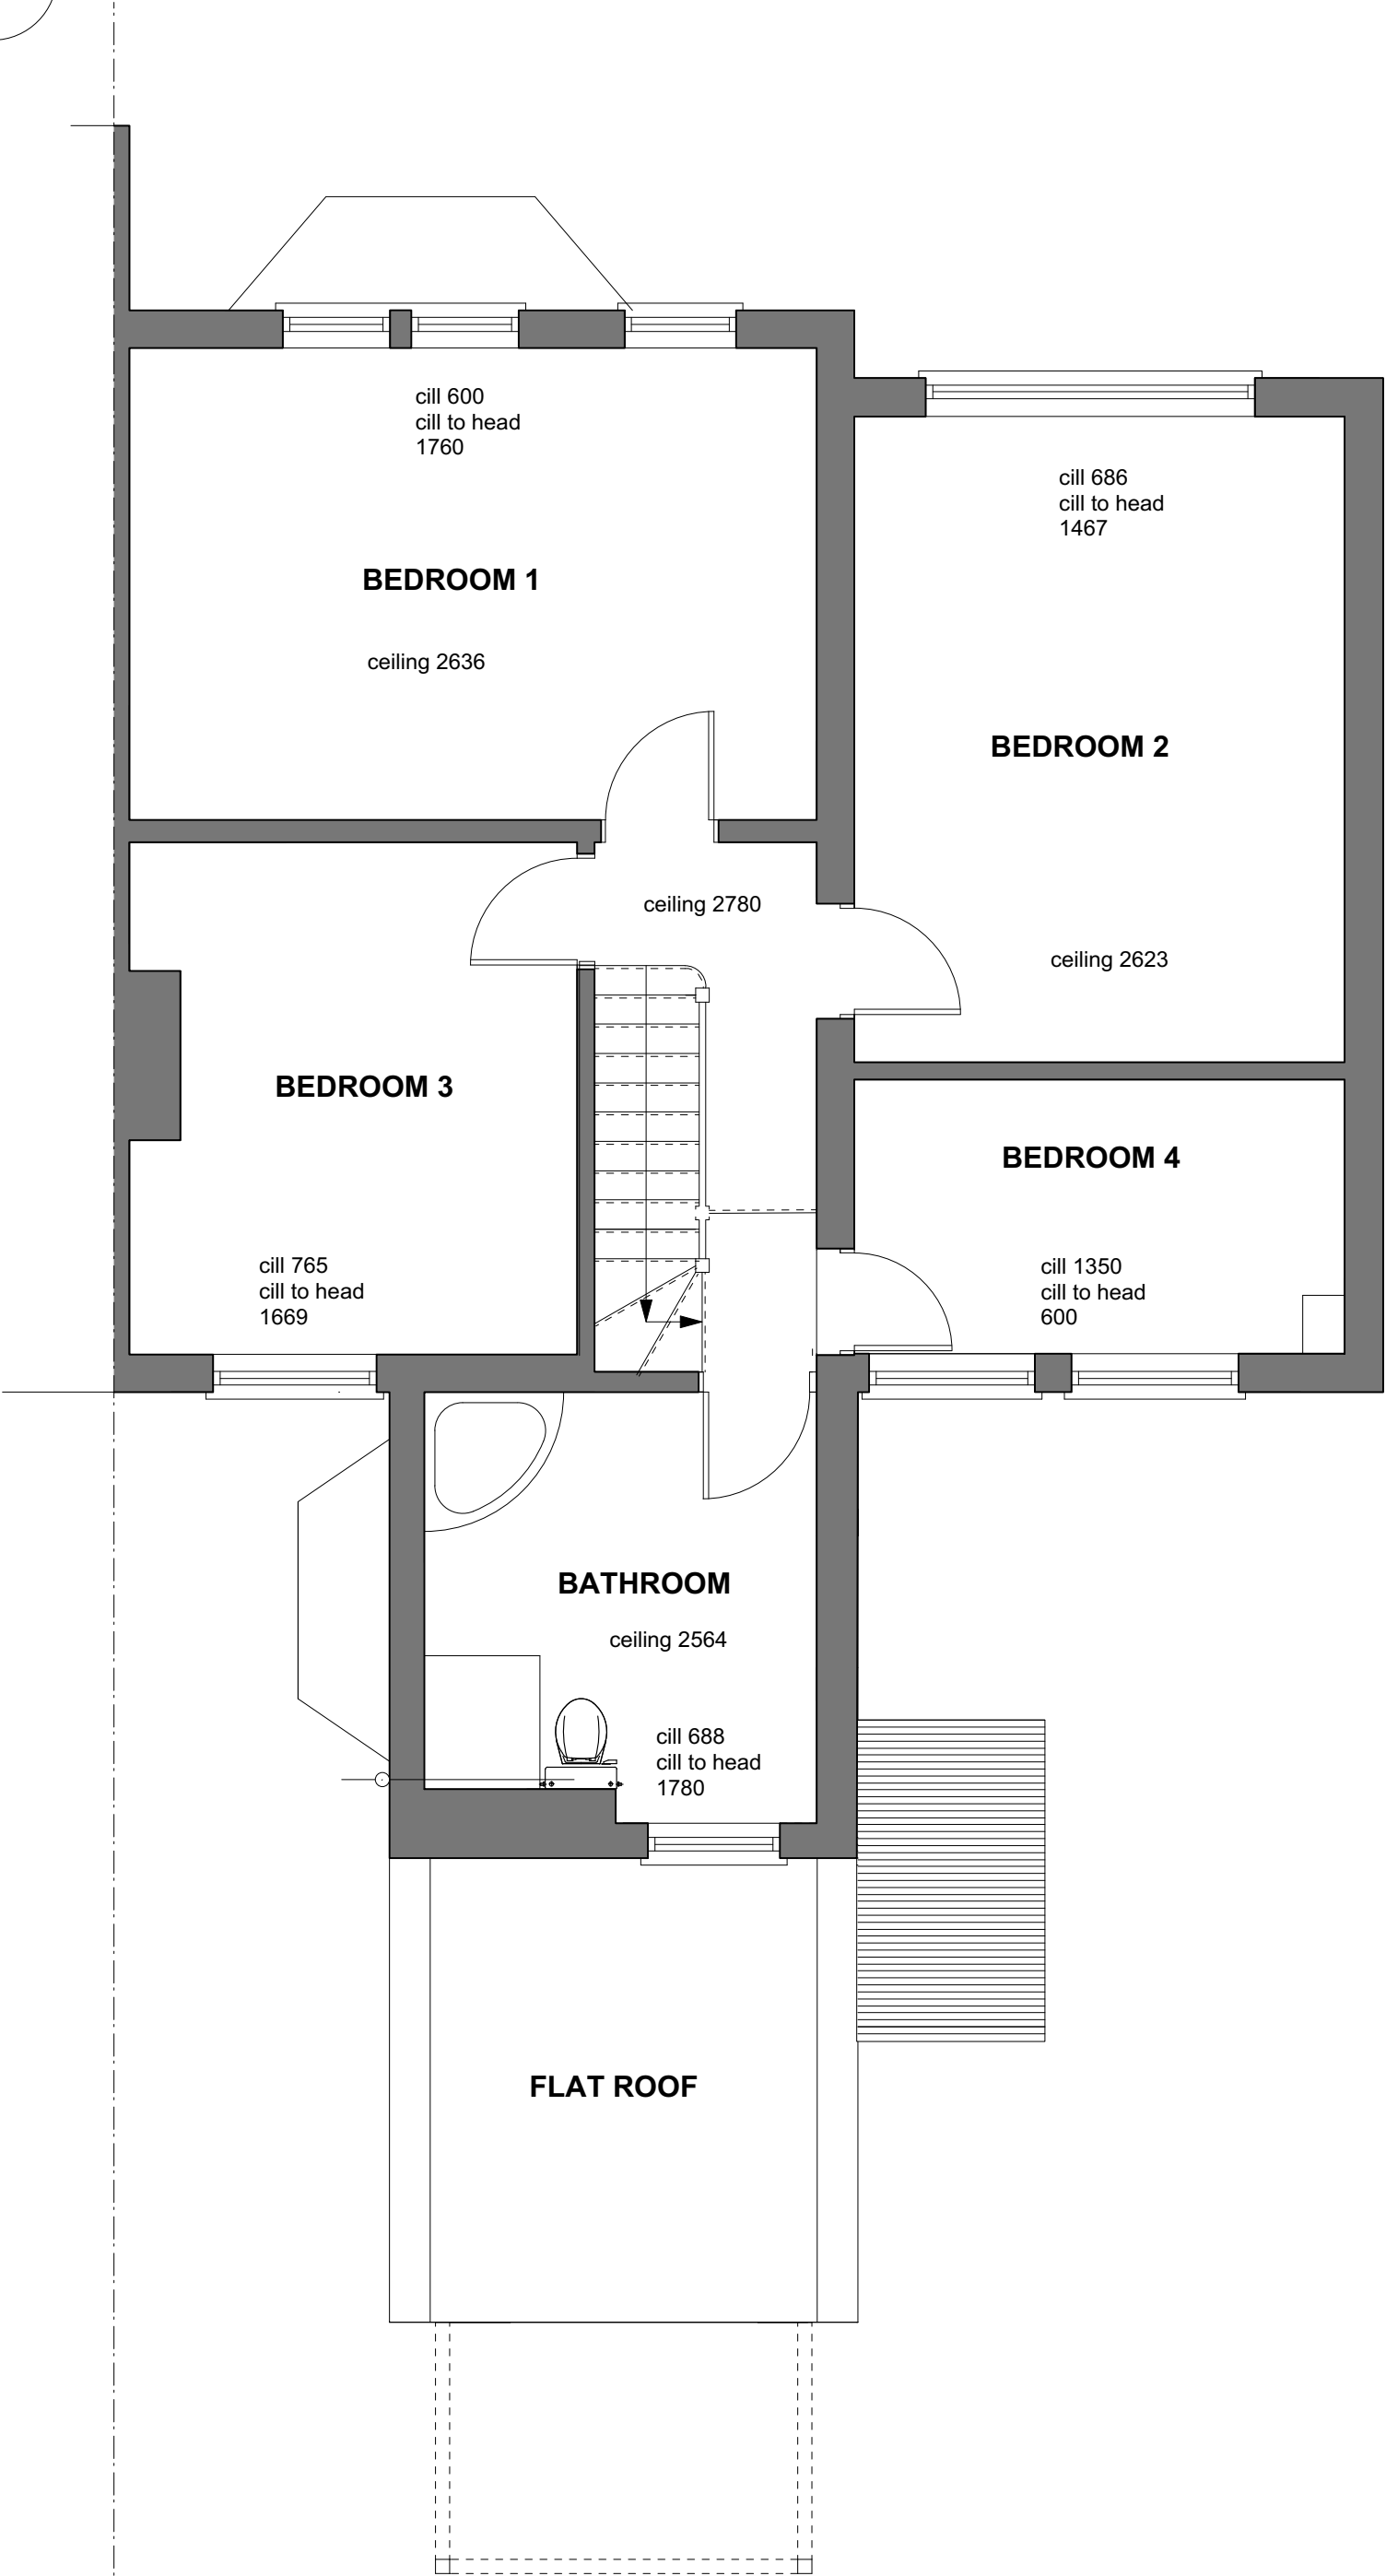 cill 600
cill to head
1760
cill 686
cill to head
1467
BEDROOM 1
ceiling 2636
BEDROOM 2
ceiling 2780
ceiling 2623
BEDROOM 3
BEDROOM 4
cill 765
cill to head
1669
cill 1350
cill to head
600
BATHROOM
ceiling 2564
cill 688
cill to head
1780
FLAT ROOF